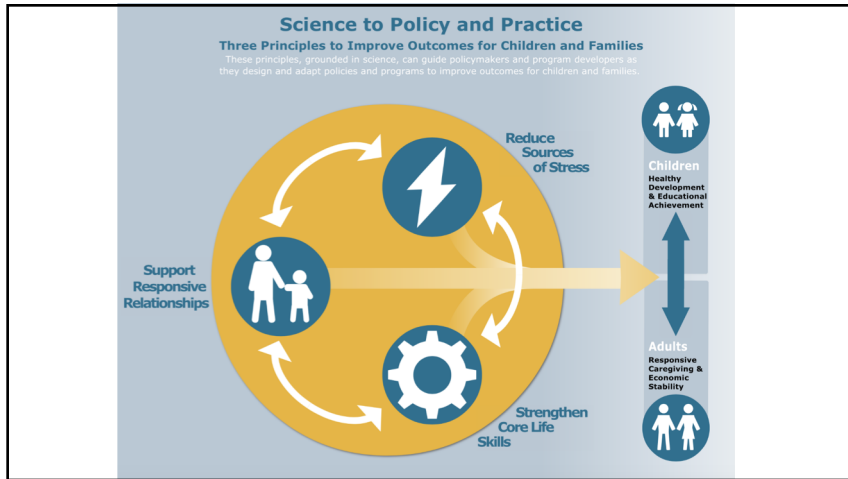 Science to Policy and Practice
Three Principles to Improve Outcomes for Children and Families
These principles, grounded in science, can guide policymakers and program developers as
they design and adapt policies and programs to improve outcomes for children and families.
Reduce
Sources
of Stress
Support
Responsive
Relationships
Strengthen
Core Life
Skills
Children
Healthy
Development
& Educational
Achievement
Adults
Responsive
Caregiving &
Economic
Stability